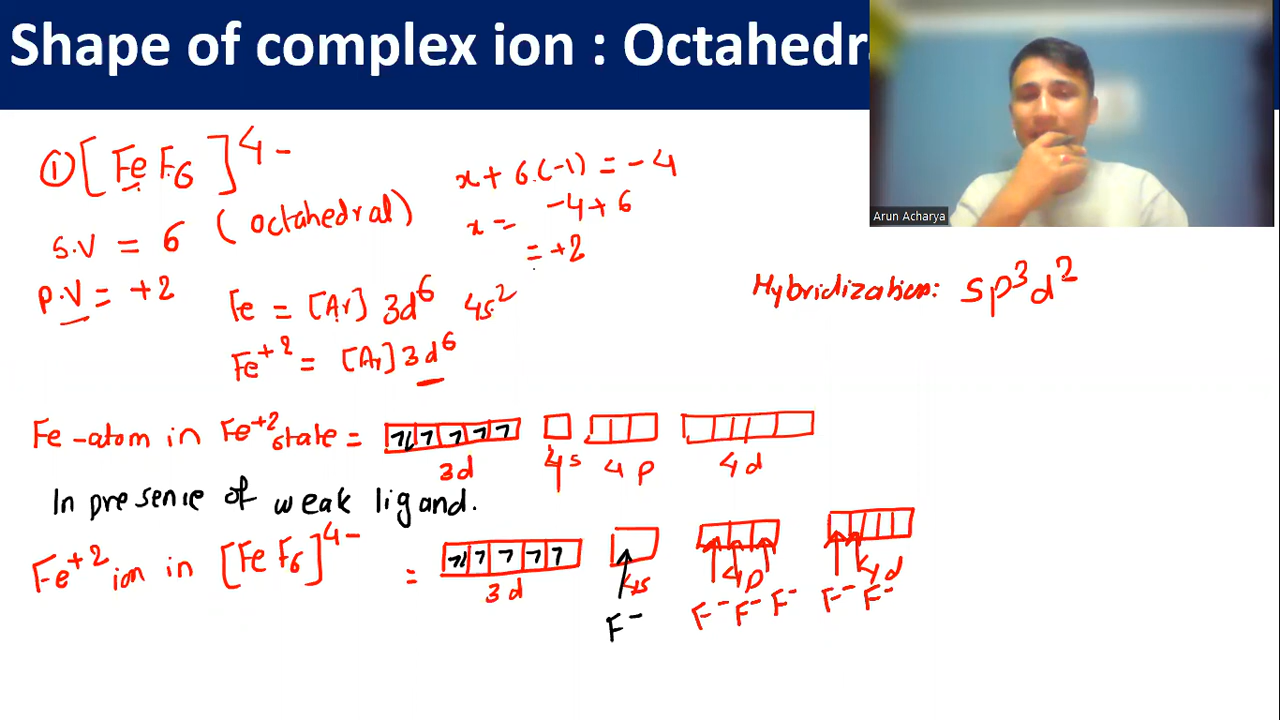 Shape of complex ion : Octahedra
Arun Acharya
① [Fe F6]4-
S.V = 6 (octahedral)
P.V = +2
x + 6.(-1) = -4
x = -4+6
= +2
Fe = [Ar] 3d6 4s2
Fe+2 = [Ar] 3d6
Hybridization: sp3d2
Fe-atom in Fe+2 state =
3d 4s 4p 4d
In presence of weak ligand.
Fe+2 ion in [Fe F6]4- =
3d 4s 4p 4d
F- F- F- F- F- F-